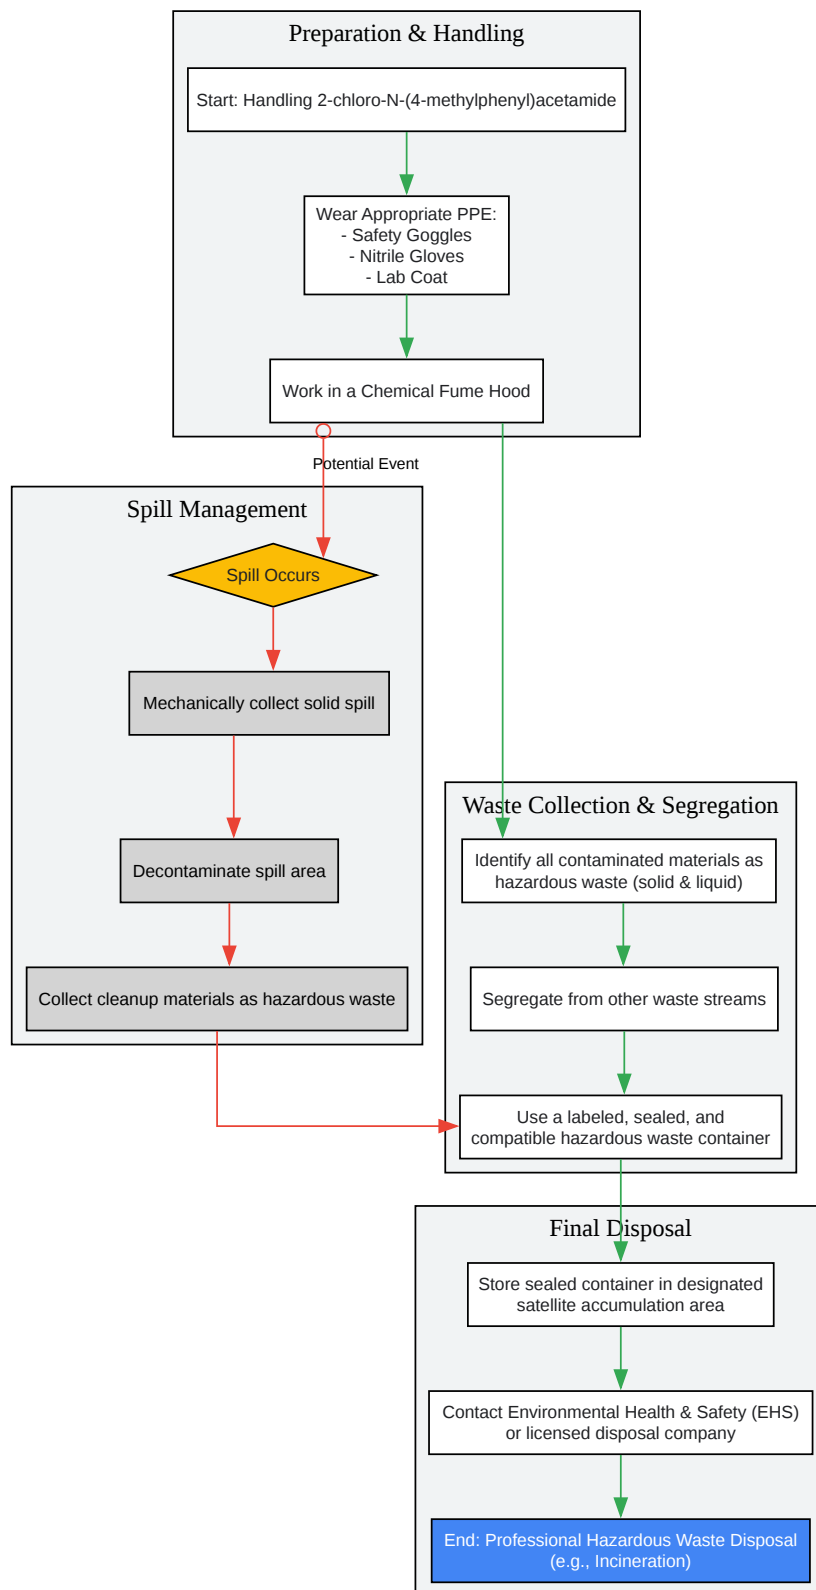 Preparation & Handling
Start: Handling 2-chloro-N-(4-methylphenyl)acetamide
Wear Appropriate PPE:
- Safety Goggles
- Nitrile Gloves
- Lab Coat
Work in a Chemical Fume Hood
Potential Event
Spill Management
Spill Occurs
Mechanically collect solid spill
Decontaminate spill area
Collect cleanup materials as hazardous waste
Waste Collection & Segregation
Identify all contaminated materials as
hazardous waste (solid & liquid)
Segregate from other waste streams
Use a labeled, sealed, and
compatible hazardous waste container
Final Disposal
Store sealed container in designated
satellite accumulation area
Contact Environmental Health & Safety (EHS)
or licensed disposal company
End: Professional Hazardous Waste Disposal
(e.g., Incineration)